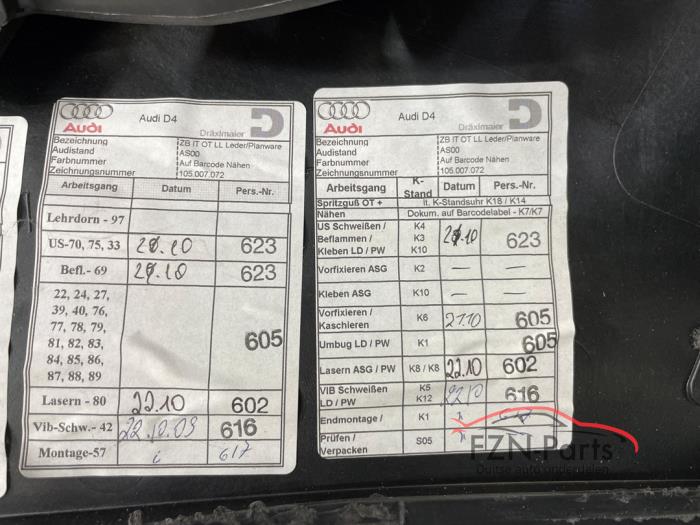 Audi D4
Audi
Dräxlmaier
Bezeichnung ZB IT OT LL Leder/Planware
Audistand AS00
Farbnummer Auf Barcode Nähen
Zeichnungsnummer 105.007.072
Arbeitsgang Datum Pers.-Nr.
Lehrdorn - 97
US-70, 75, 33 623
Befl.- 69 623
22, 24, 27,
39, 40, 76,
77, 78, 79,
81, 82, 83,
84, 85, 86,
87, 88, 89
605
Lasern - 80 22.10 602
Vib-Schw.- 42 22.10.09 616
Montage-57 617
Audi D4
Audi
Dräxlmaier
Bezeichnung ZB IT OT LL Leder/Planware
Audistand AS00
Farbnummer Auf Barcode Nähen
Zeichnungsnummer 105.007.072
Arbeitsgang K-Stand Datum Pers.-Nr.
Spritzguß OT + lt. K-Standsuhr K18 / K14
Nähen Dokum. auf Barcodelabel - K7/K7
US Schweißen / K4
Beflammen / K3 623
Kleben LD / PW K10
Vorfixieren ASG K2 — —
Kleben ASG K10 — —
Vorfixieren /
Kaschieren K6 21.10 605
Umbug LD / PW K1 605
Lasern ASG / PW K8 / K8 22.10 602
VIB Schweißen K5
LD / PW K12 2210 616
Endmontage / K1
Prüfen /
Verpacken S05
FZN-Parts
Duitse auto onderdelen